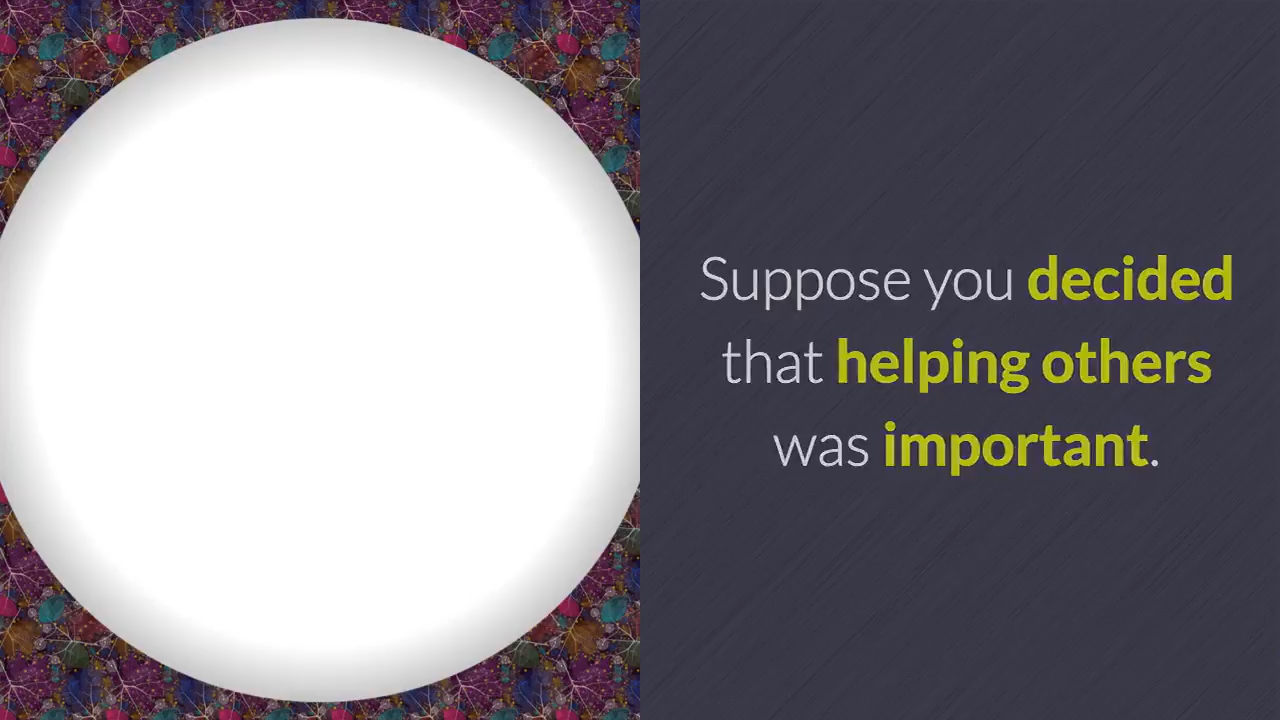 Suppose you decided
that helping others
was important.